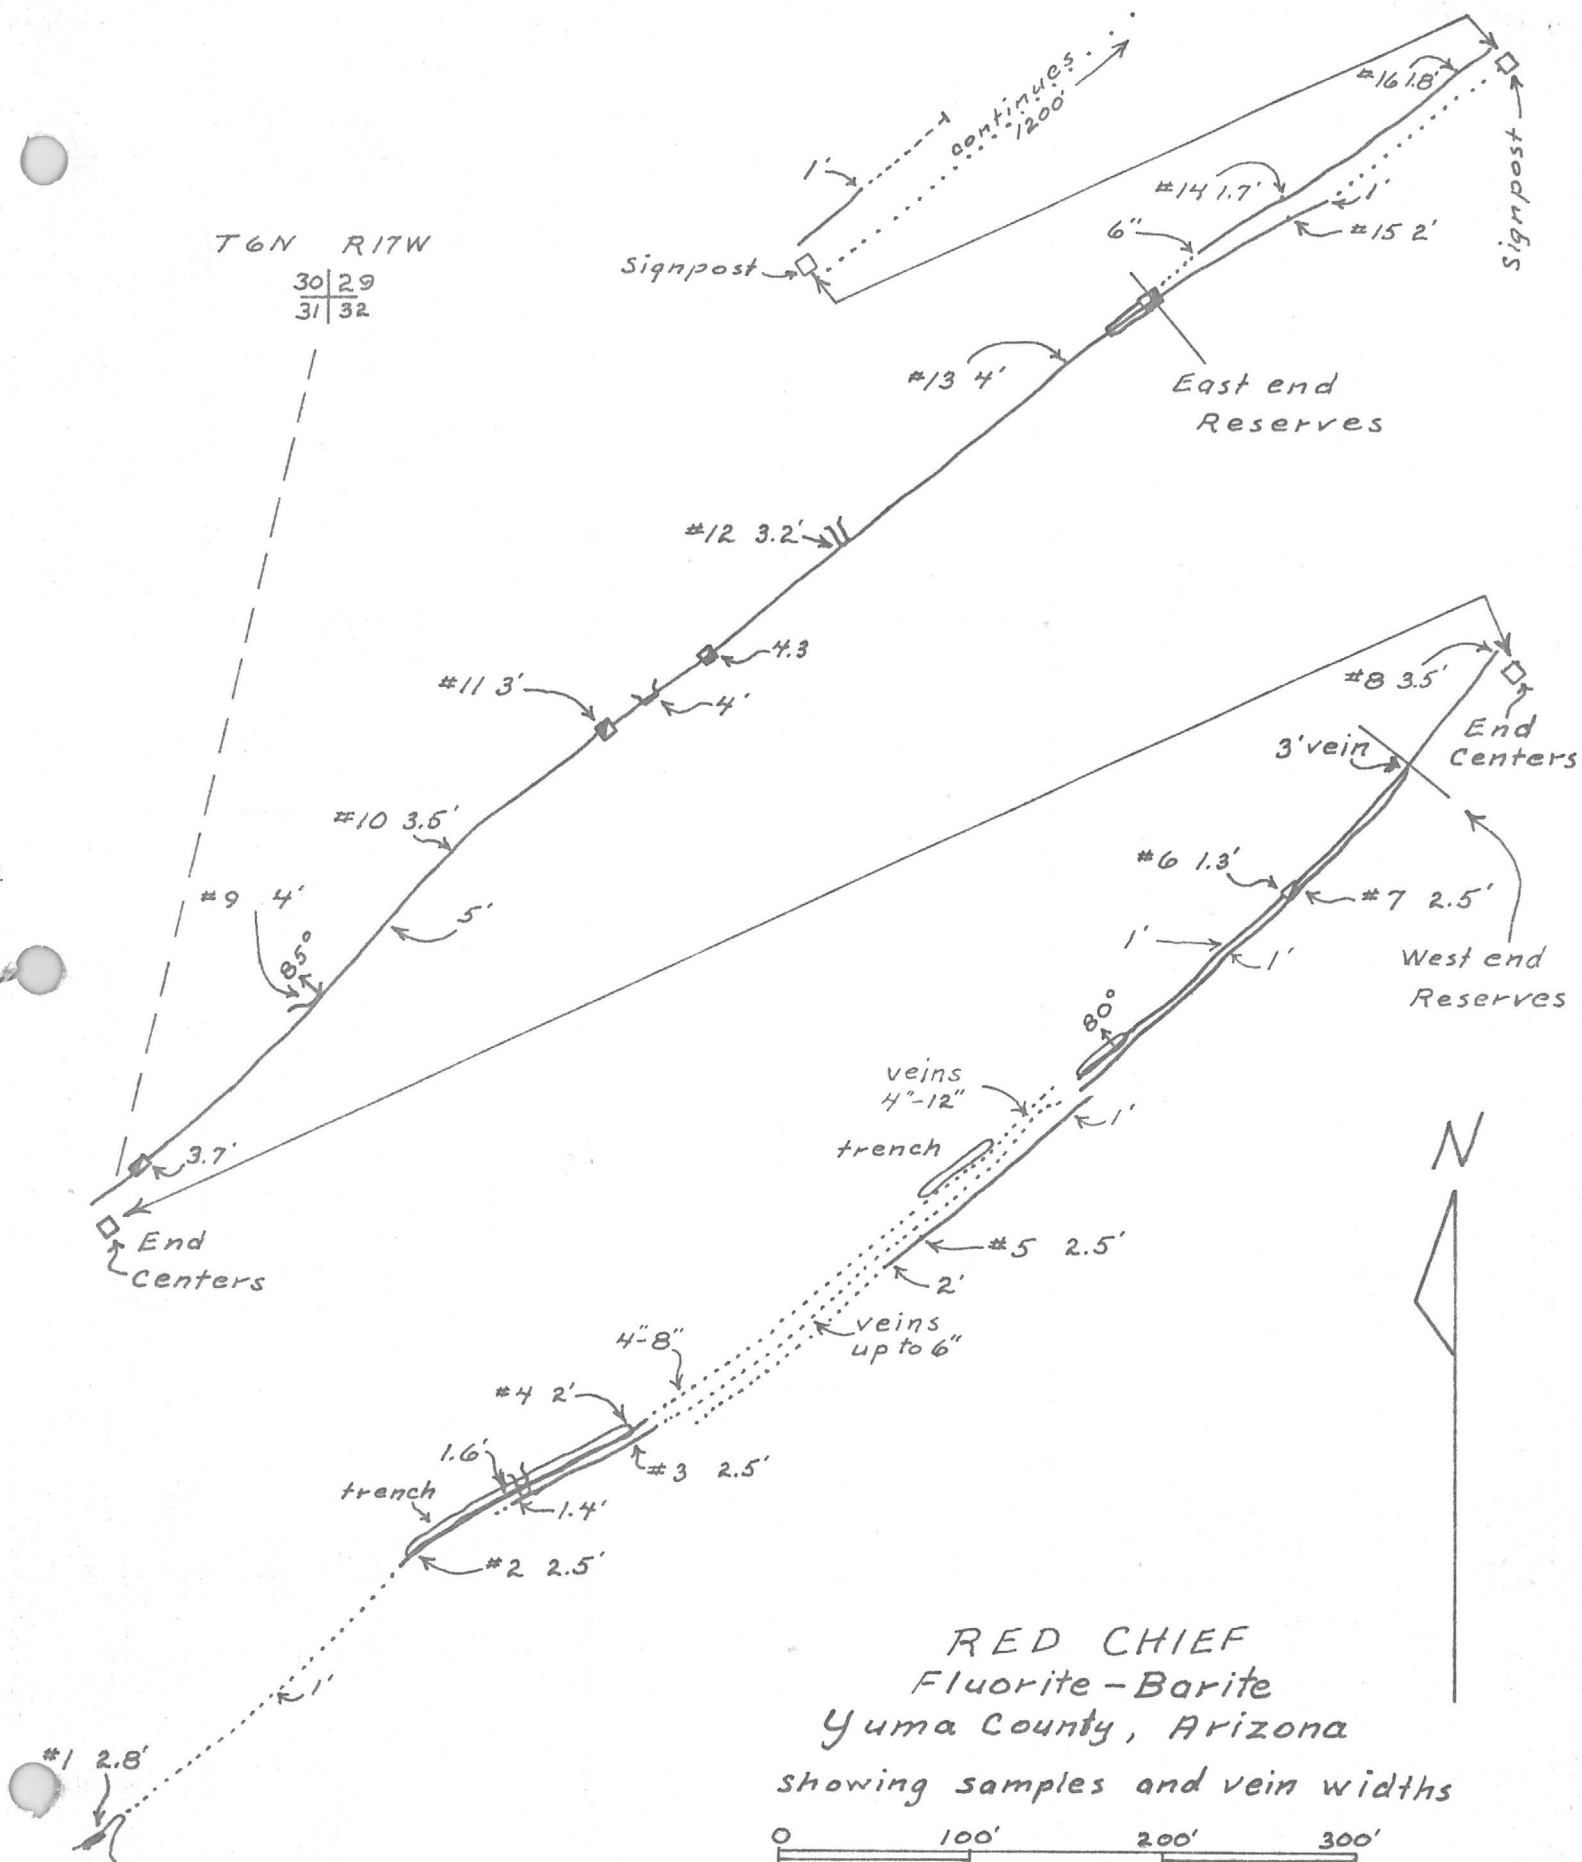 continues
1200'
1'
#16 1.8'
Signpost
T6N R17W
30 29
31 32
#14 1.7'
1'
#15 2'
6"
Signpost
#13 4'
East end
Reserves
#12 3.2'
4.3
#11 3'
4'
#8 3.5'
End
Centers
3' vein
#10 3.5'
#6 1.3'
#7 2.5'
#9 4'
5'
85°
1'
1'
West end
Reserves
80°
veins
4"-12"
1'
trench
3.7'
End
Centers
#5 2.5'
2'
N
veins
up to 6"
4"-8"
#4 2'
1.6'
#3 2.5'
trench
1.4'
#2 2.5'
1'
#1 2.8'
RED CHIEF
Fluorite-Barite
Yuma County, Arizona
showing samples and vein widths
0 100' 200' 300'